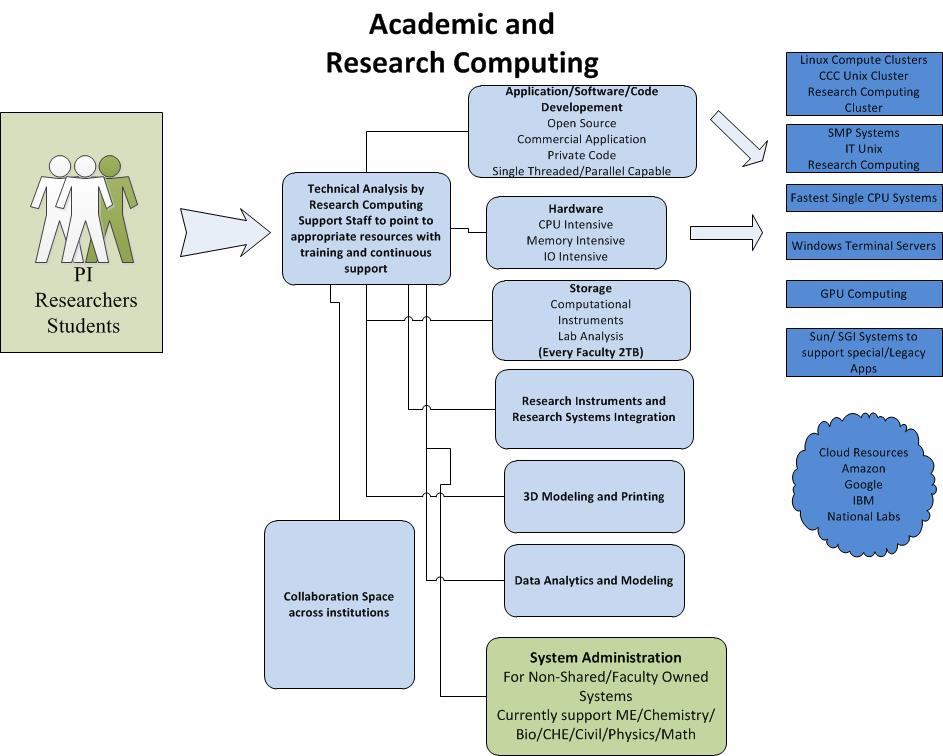 Academic and
Research Computing
PI
Researchers
Students
Technical Analysis by
Research Computing
Support Staff to point to
appropriate resources with
training and continuous
support
Application/Software/Code
Developement
Open Source
Commercial Application
Private Code
Single Threaded/Parallel Capable
Hardware
CPU Intensive
Memory Intensive
IO Intensive
Storage
Computational
Instruments
Lab Analysis
(Every Faculty 2TB)
Research Instruments and
Research Systems Integration
3D Modeling and Printing
Data Analytics and Modeling
Collaboration Space
across institutions
System Administration
For Non-Shared/Faculty Owned
Systems
Currently support ME/Chemistry/
Bio/CHE/Civil/Physics/Math
Linux Compute Clusters
CCC Unix Cluster
Research Computing
Cluster
SMP Systems
IT Unix
Research Computing
Fastest Single CPU Systems
Windows Terminal Servers
GPU Computing
Sun/ SGI Systems to
support special/Legacy
Apps
Cloud Resources
Amazon
Google
IBM
National Labs